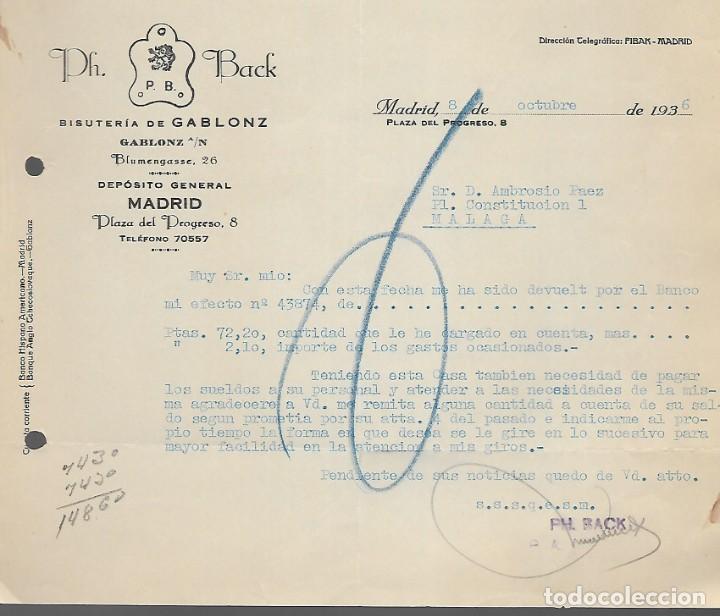 Ph. Back
P. B.
BISUTERÍA DE GABLONZ
GABLONZ A/N
Blumengasse, 26
DEPÓSITO GENERAL
MADRID
Plaza del Progreso, 8
TELÉFONO 70557
Dirección Telegráfica: FIBAK-MADRID
Madrid, 8 de octubre de 1936
PLAZA DEL PROGRESO, 8
Sr. D. Ambrosio Paez
Pl. Constitucion 1
MALAGA
Muy Sr. mio:
Con esta fecha me ha sido devuelt por el Banco
mi efecto nº 43874, de. . . . . . . . . . . . . . . . . . . . .
Ptas. 72,20, cantidad que le he cargado en cuenta, mas. . . . .
" 2,10, importe de los gastos ocasionados.-
Teniendo esta Casa tambien necesidad de pagar
los sueldos a su personal y atender a las necesidades de la mis-
ma agradecere a Vd. me remita alguna cantidad a cuenta de su sal-
do segun prometia por su atta. 4 del pasado e indicarme al pro-
pio tiempo la forma en que desea se le gire en lo sucesivo para
mayor facilidad en la atencion a mis giros.-
Pendiente de sus noticias quedo de Vd. atto.
s.s.s.q.e.s.m.
PH. BACK
Cuenta corriente { Banco Hispano Americano.—Madrid
Banque Anglo Tchécoslovaque.—Gablonz
7430
7430
14860
todocoleccion